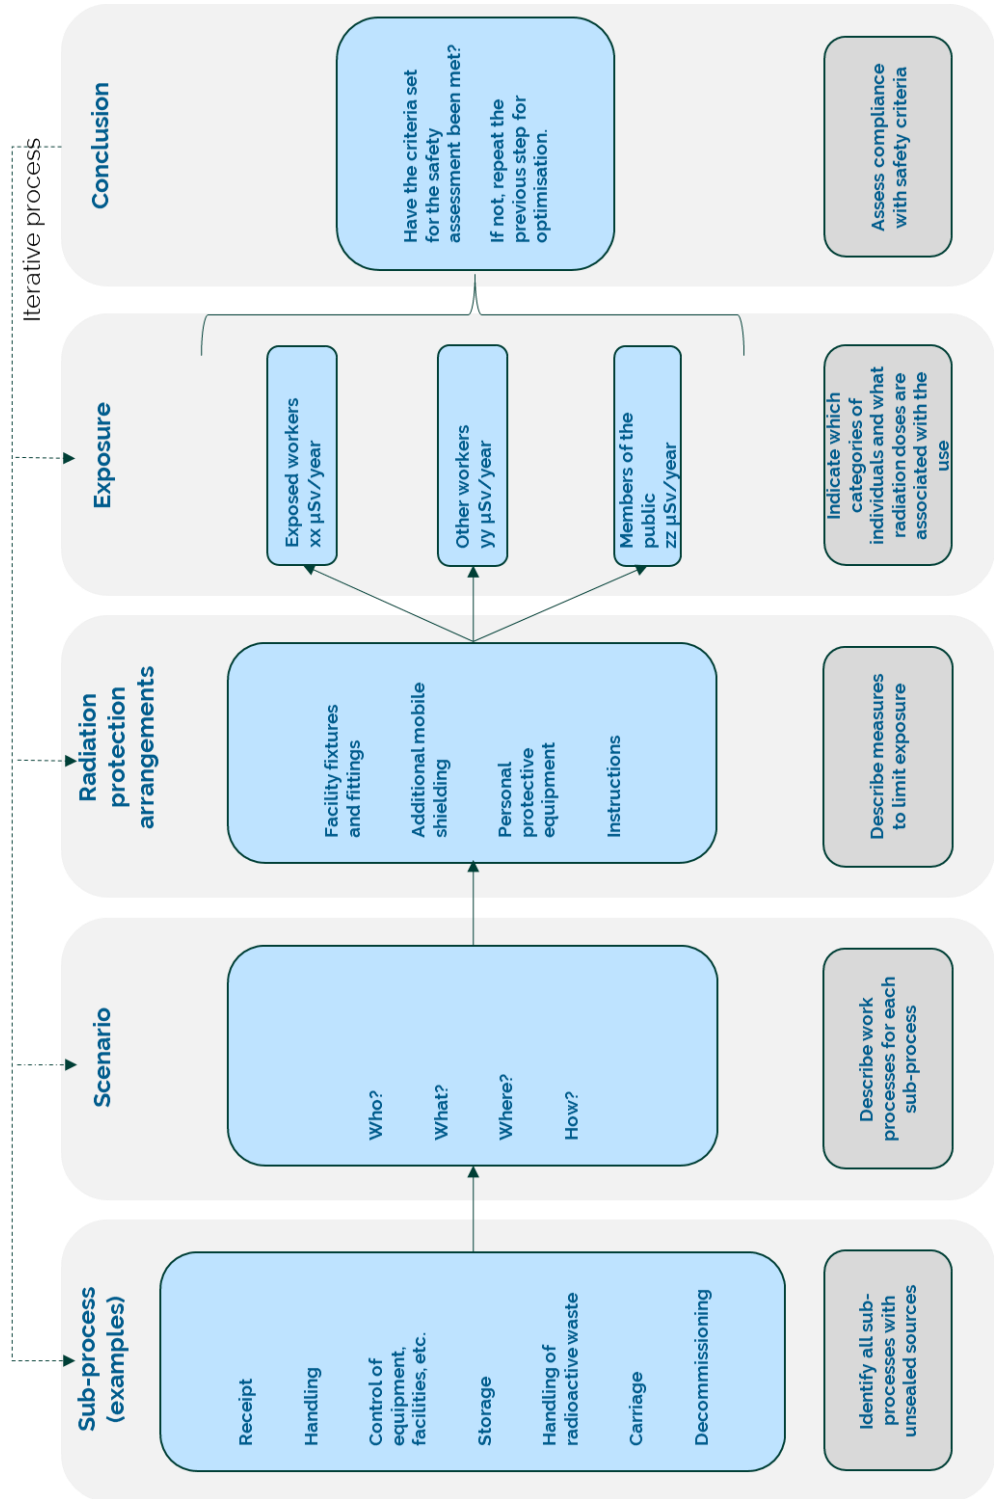 Iterative process
Sub-process
(examples)
Receipt
Handling
Control of
equipment,
facilities, etc.
Storage
Handling of
radioactive waste
Carriage
Decommissioning
Identify all sub-
processes with
unsealed sources
Scenario
Who?
What?
Where?
How?
Describe work
processes for each
sub-process
Radiation
protection
arrangements
Facility fixtures
and fittings
Additional mobile
shielding
Personal
protective
equipment
Instructions
Describe measures
to limit exposure
Exposure
Exposed workers
xx µSv/year
Other workers
yy µSv/year
Members of the
public
zz µSv/year
Indicate which
categories of
individuals and what
radiation doses are
associated with the
use
Conclusion
Have the criteria set
for the safety
assessment been met?
If not, repeat the
previous step for
optimisation.
Assess compliance
with safety criteria